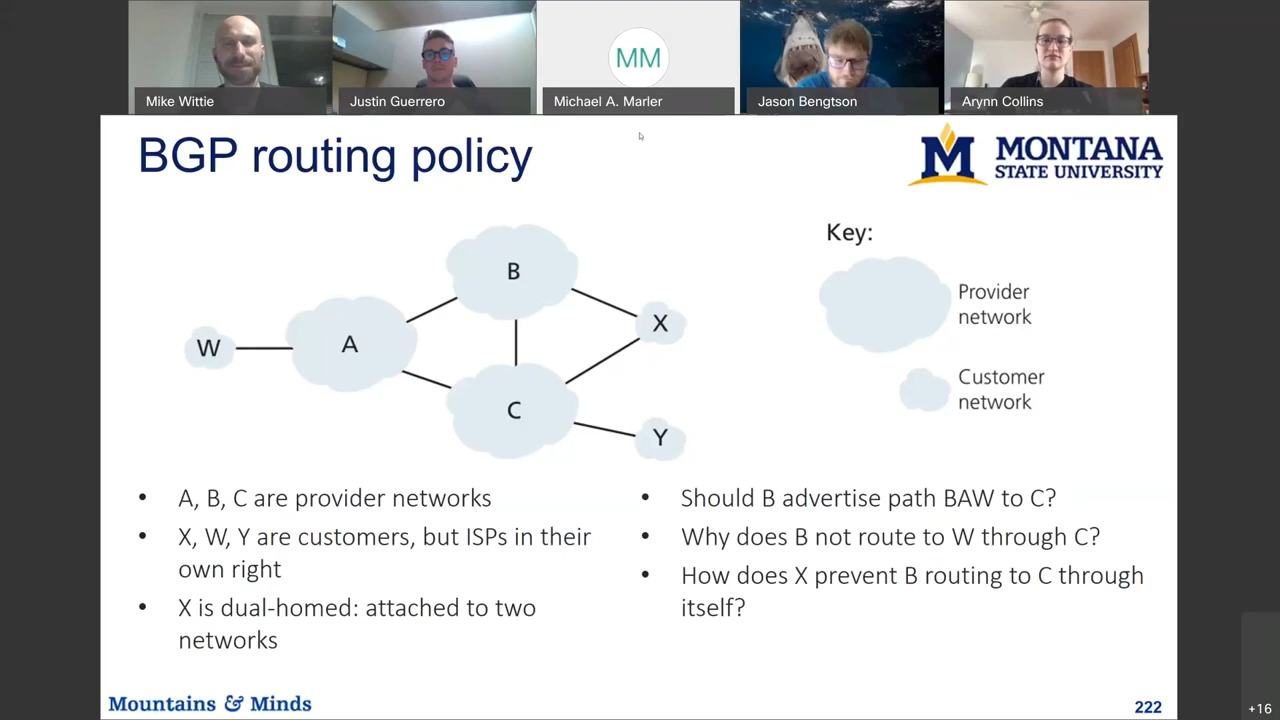 MM
Mike Wittie
Justin Guerrero
Michael A. Marler
Jason Bengtson
Arynn Collins
BGP routing policy
M MONTANA
STATE UNIVERSITY
Key:
B
Provider
network
X
W
A
Customer
network
C
Y
• A, B, C are provider networks
• X, W, Y are customers, but ISPs in their
own right
• X is dual-homed: attached to two
networks
• Should B advertise path BAW to C?
• Why does B not route to W through C?
• How does X prevent B routing to C through
itself?
Mountains & Minds
222
+16